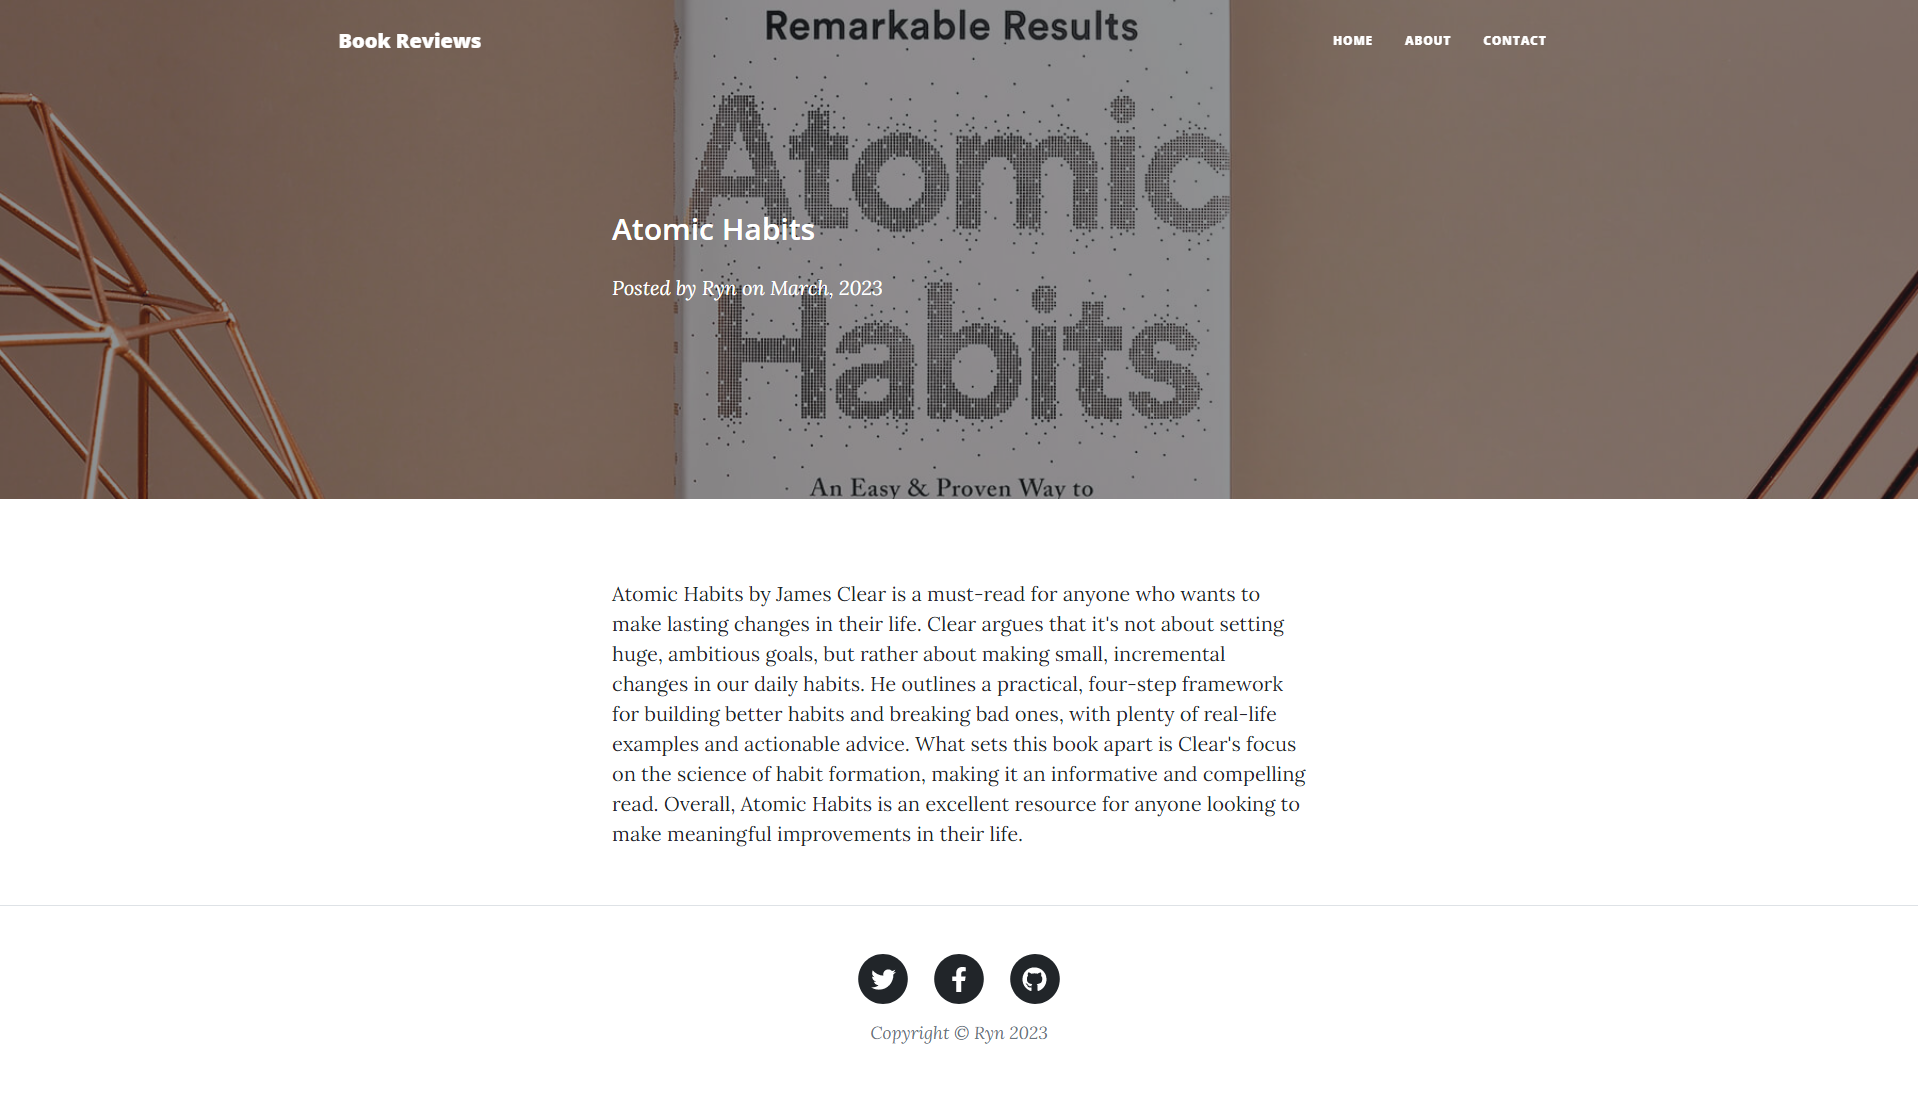 Remarkable Results
Book Reviews
HOME
ABOUT
CONTACT
Atomic
Atomic Habits
Posted by Ryn on March, 2023
Habits
An Easy & Proven Way to
Atomic Habits by James Clear is a must-read for anyone who wants to
make lasting changes in their life. Clear argues that it's not about setting
huge, ambitious goals, but rather about making small, incremental
changes in our daily habits. He outlines a practical, four-step framework
for building better habits and breaking bad ones, with plenty of real-life
examples and actionable advice. What sets this book apart is Clear's focus
on the science of habit formation, making it an informative and compelling
read. Overall, Atomic Habits is an excellent resource for anyone looking to
make meaningful improvements in their life.
Copyright © Ryn 2023